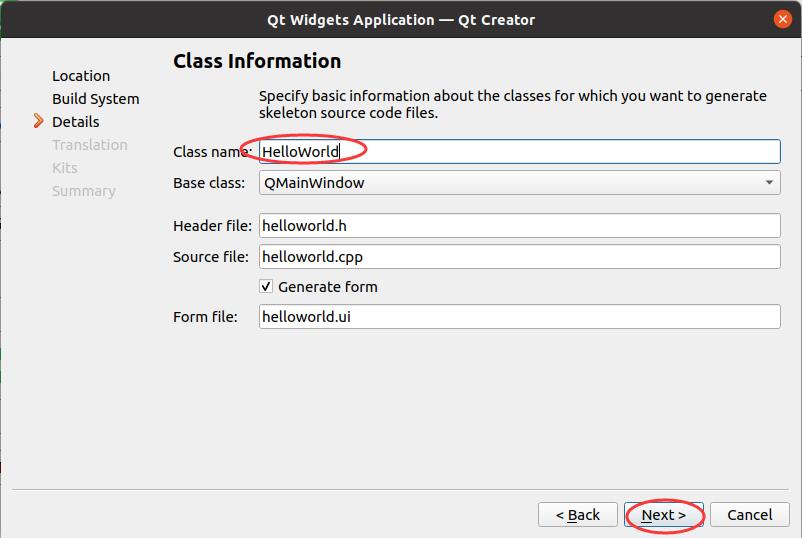 Qt Widgets Application — Qt Creator
Class Information
Location
Build System
Details
Translation
Kits
Summary
Specify basic information about the classes for which you want to generate
skeleton source code files.
Class name: HelloWorld
Base class: QMainWindow
Header file: helloworld.h
Source file: helloworld.cpp
Generate form
Form file: helloworld.ui
< Back Next > Cancel